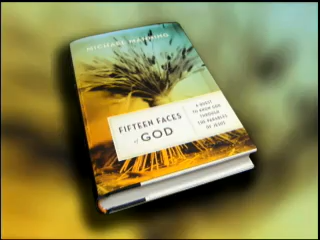 MICHAEL MANNING
FIFTEEN FACES
of GOD
A QUEST
TO KNOW GOD
THROUGH
THE PARABLES
OF JESUS